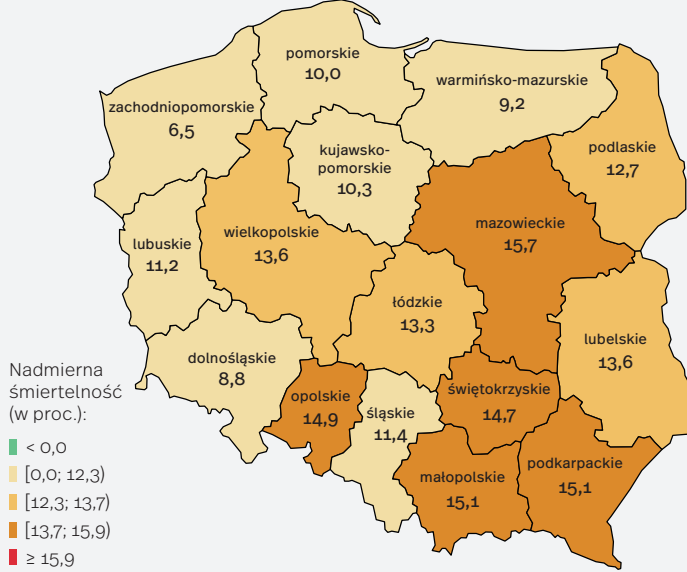 pomorskie
10,0
warmińsko-mazurskie
9,2
zachodniopomorskie
6,5
kujawsko-
pomorskie
10,3
podlaskie
12,7
mazowieckie
15,7
wielkopolskie
13,6
lubuskie
11,2
łódzkie
13,3
lubelskie
13,6
dolnośląskie
8,8
opolskie
14,9
śląskie
11,4
świętokrzyskie
14,7
małopolskie
15,1
podkarpackie
15,1
Nadmierna
śmiertelność
(w proc.):
< 0,0
[0,0; 12,3)
[12,3; 13,7)
[13,7; 15,9)
≥ 15,9